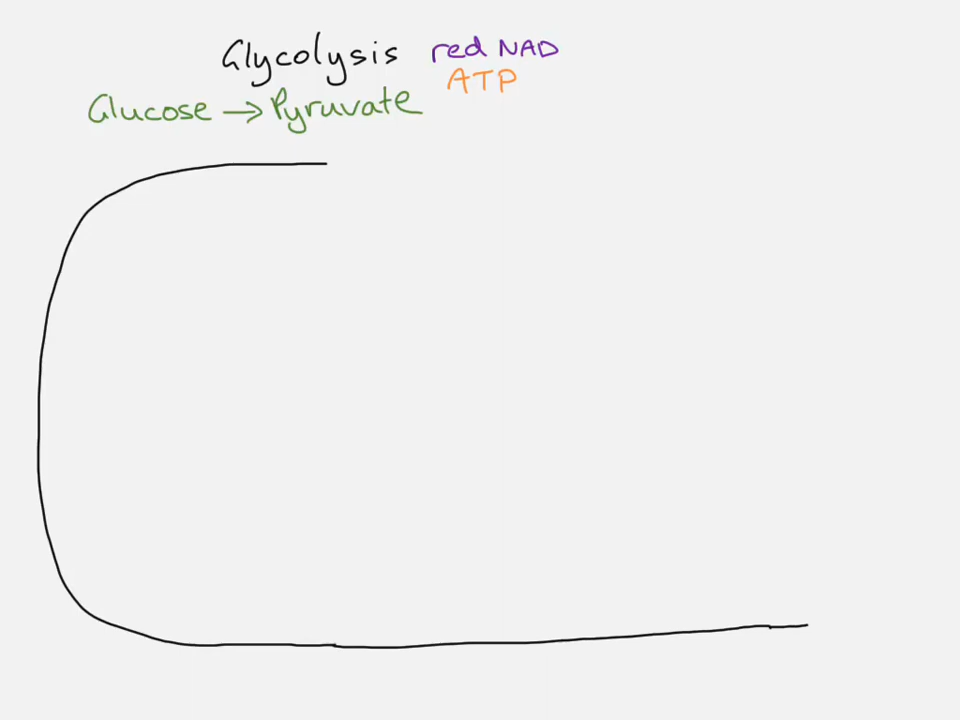 Glycolysis red NAD
ATP
Glucose → Pyruvate